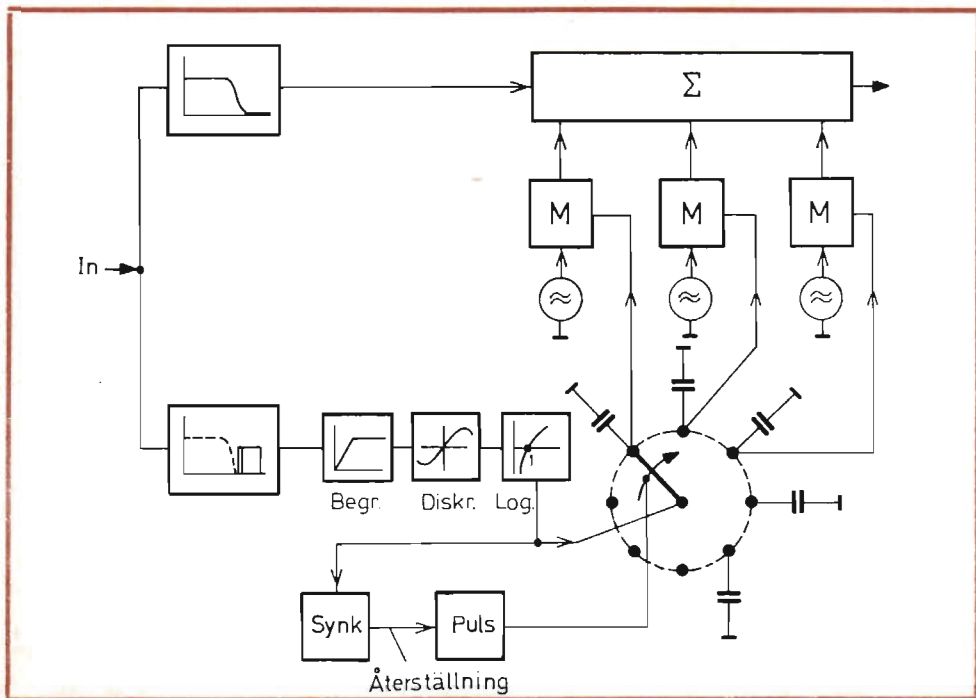 Σ
M M M
In
1
Begr. Diskr. Log.
Synk Puls
Återställning